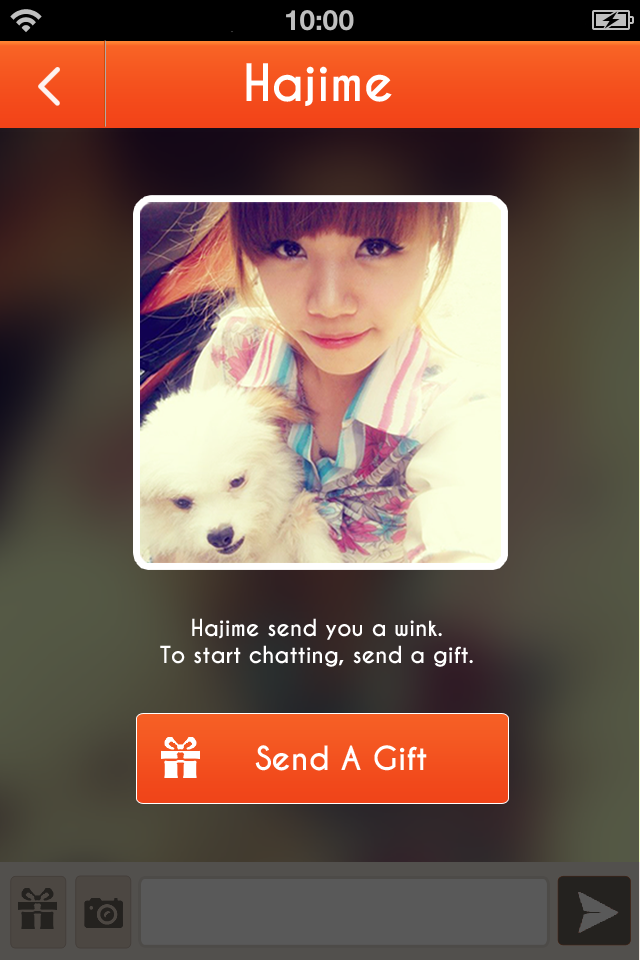 10:00
Hajime
Hajime send you a wink.
To start chatting, send a gift.
Send A Gift